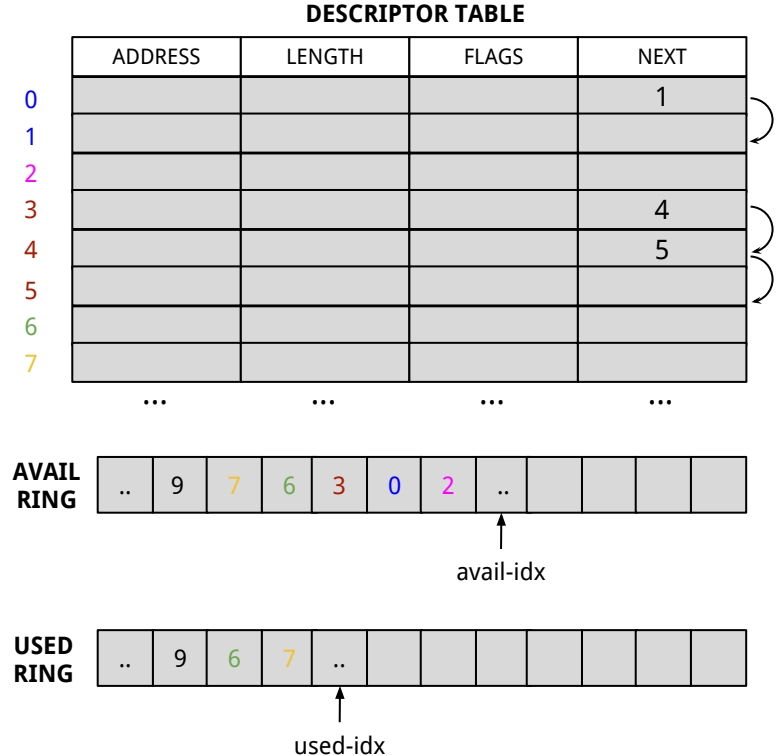 DESCRIPTOR TABLE
ADDRESS LENGTH FLAGS NEXT
0 1
1
2
3 4
4 5
5
6
7
... ... ... ...
AVAIL
RING
.. 9 7 6 3 0 2 ..
avail-idx
USED
RING
.. 9 6 7 ..
used-idx